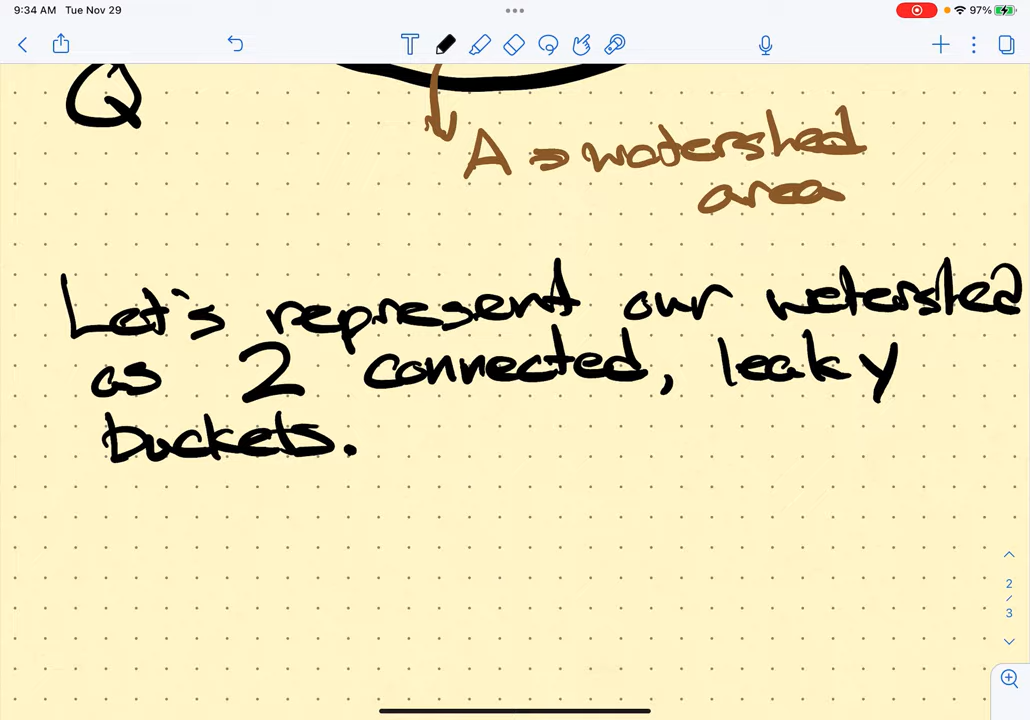 9:34 AM Tue Nov 29
97%
T
Q
A = watershed
area
Let's represent our watershed
as 2 connected, leaky
buckets.
2
/
3